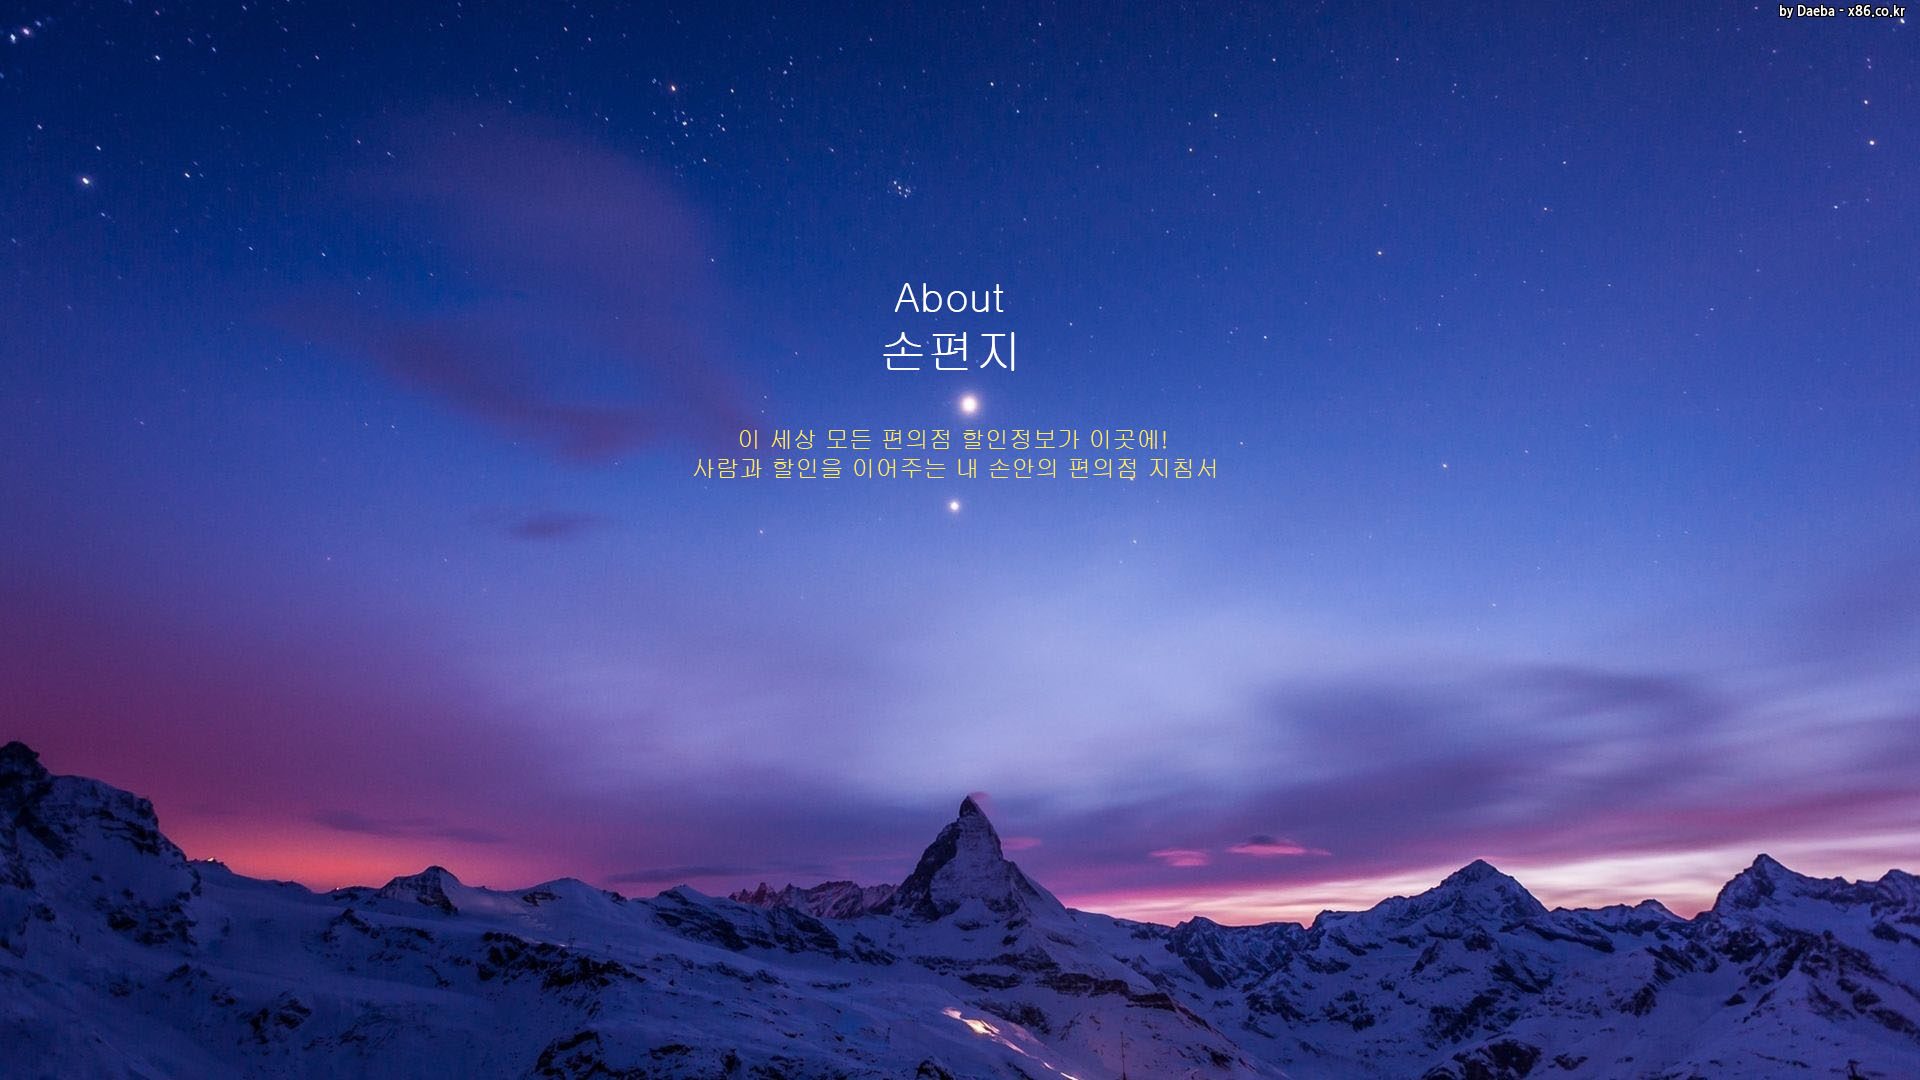 by Daeba - x86.co.kr
About
손편지
이 세상 모든 편의점 할인정보가 이곳에!
사람과 할인을 이어주는 내 손안의 편의점 지침서